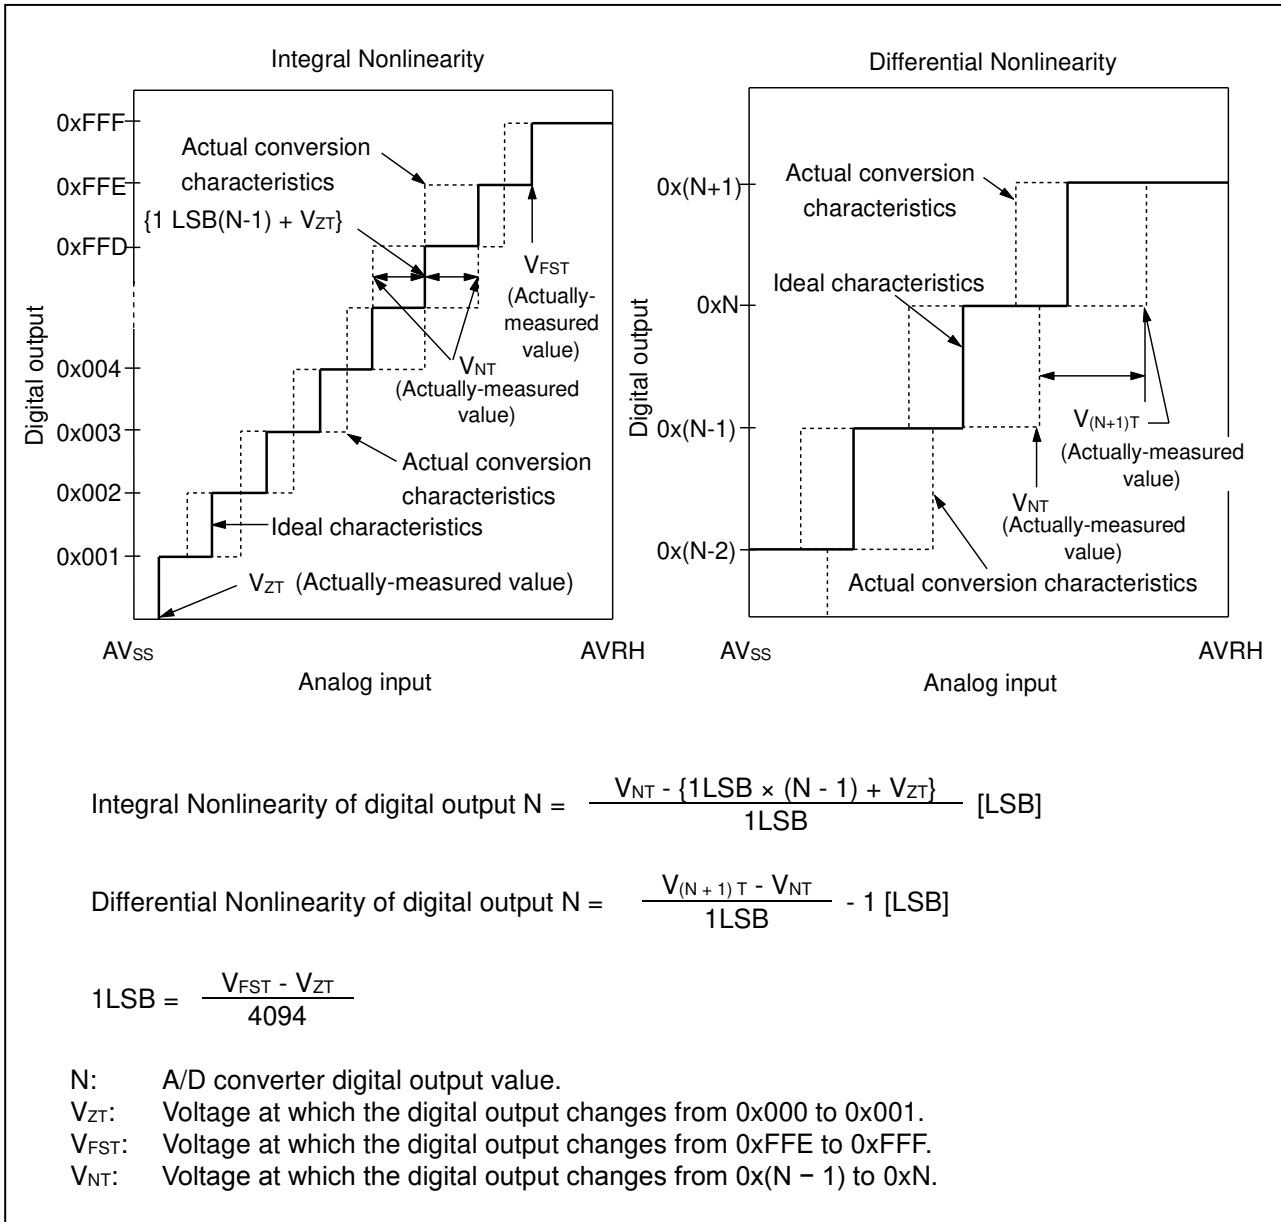 Integral Nonlinearity
0xFFF
0xFFE
0xFFD
0x004
0x003
0x002
0x001
Digital output
Actual conversion
characteristics
{1 LSB(N-1) + VZT}
VFST
(Actually-
measured
value)
VNT
(Actually-measured
value)
Actual conversion
characteristics
Ideal characteristics
VZT (Actually-measured value)
AVSS
AVRH
Analog input
Differential Nonlinearity
0x(N+1)
0xN
0x(N-1)
0x(N-2)
Digital output
Actual conversion
characteristics
Ideal characteristics
V(N+1)T
(Actually-measured
value)
VNT
(Actually-measured
value)
Actual conversion characteristics
AVSS
AVRH
Analog input
Integral Nonlinearity of digital output N = VNT - {1LSB × (N - 1) + VZT} [LSB]
1LSB
Differential Nonlinearity of digital output N = V(N + 1) T - VNT - 1 [LSB]
1LSB
1LSB = VFST - VZT
4094
N: A/D converter digital output value.
VZT: Voltage at which the digital output changes from 0x000 to 0x001.
VFST: Voltage at which the digital output changes from 0xFFE to 0xFFF.
VNT: Voltage at which the digital output changes from 0x(N − 1) to 0xN.